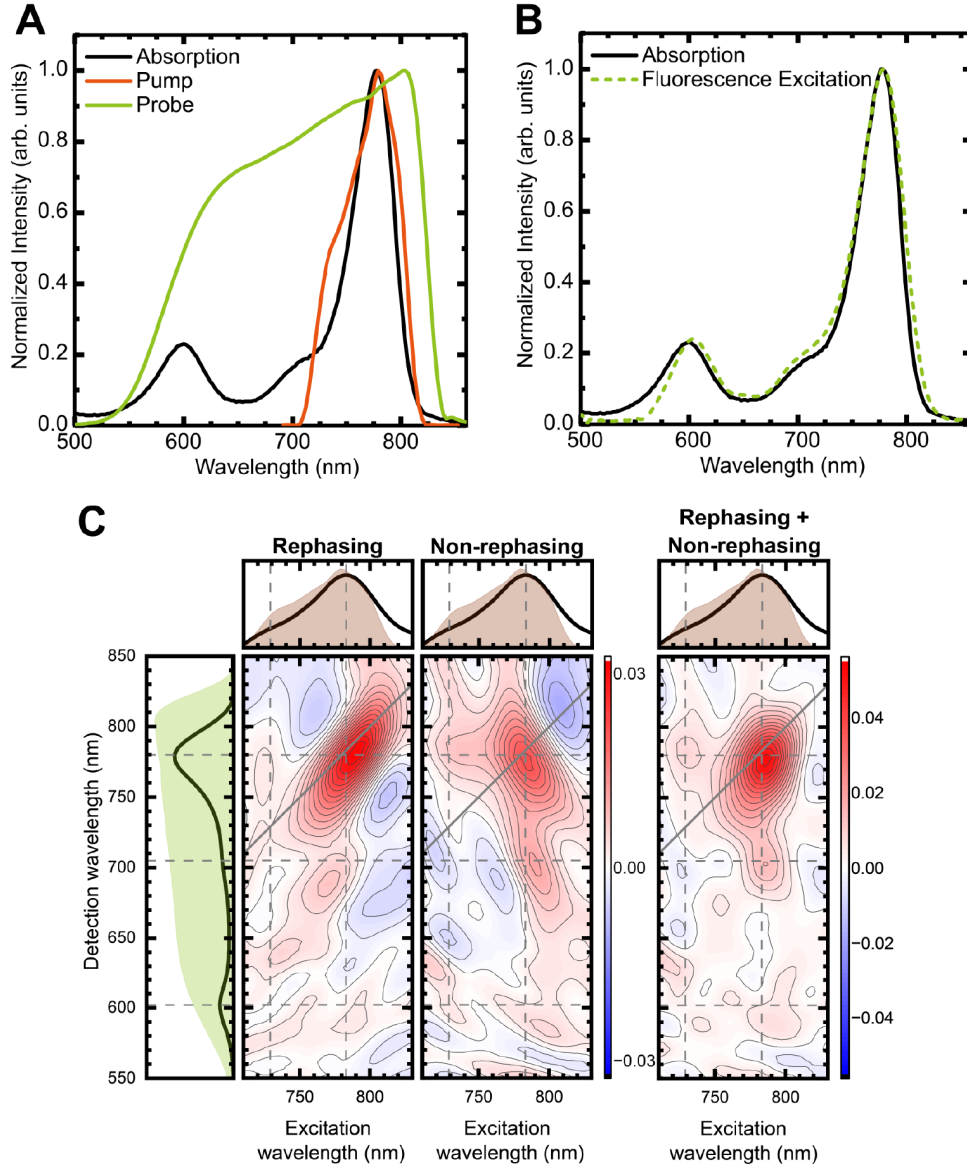 A
Absorption
Pump
Probe
Normalized Intensity (arb. units)
1.0
0.8
0.6
0.4
0.2
0.0
500 600 700 800
Wavelength (nm)
B
Absorption
Fluorescence Excitation
Normalized Intensity (arb. units)
1.0
0.8
0.6
0.4
0.2
0.0
500 600 700 800
Wavelength (nm)
C
Rephasing
Non-rephasing
Rephasing +
Non-rephasing
Detection wavelength (nm)
850
800
750
700
650
600
550
0.03
0.00
−0.03
0.04
0.02
0.00
−0.02
−0.04
750 800
750 800
750 800
Excitation
wavelength (nm)
Excitation
wavelength (nm)
Excitation
wavelength (nm)